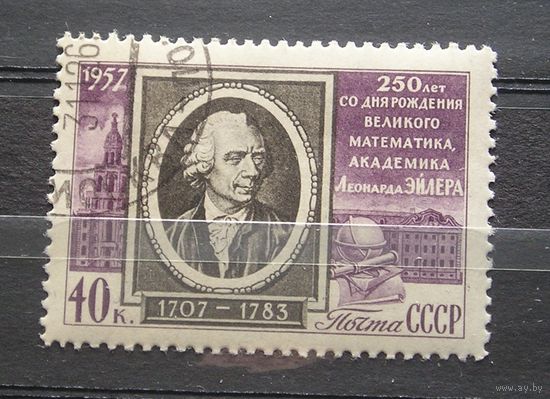 1957
250 лет
СО ДНЯ РОЖДЕНИЯ
ВЕЛИКОГО
МАТЕМАТИКА,
АКАДЕМИКА
ЛЕОНАРДА ЭЙЛЕРА
40 к.
1707 – 1783
Почта СССР
www.ay.by